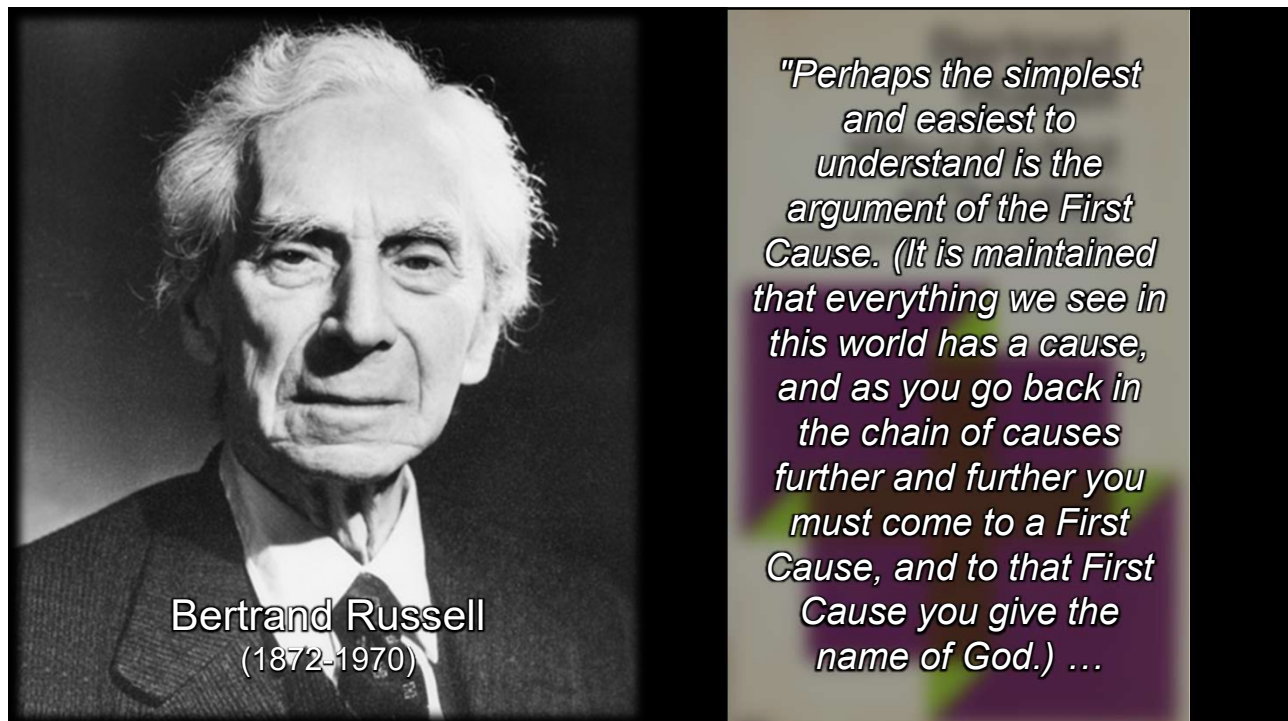 Bertrand Russell
(1872-1970)
"Perhaps the simplest
and easiest to
understand is the
argument of the First
Cause. (It is maintained
that everything we see in
this world has a cause,
and as you go back in
the chain of causes
further and further you
must come to a First
Cause, and to that First
Cause you give the
name of God.) …